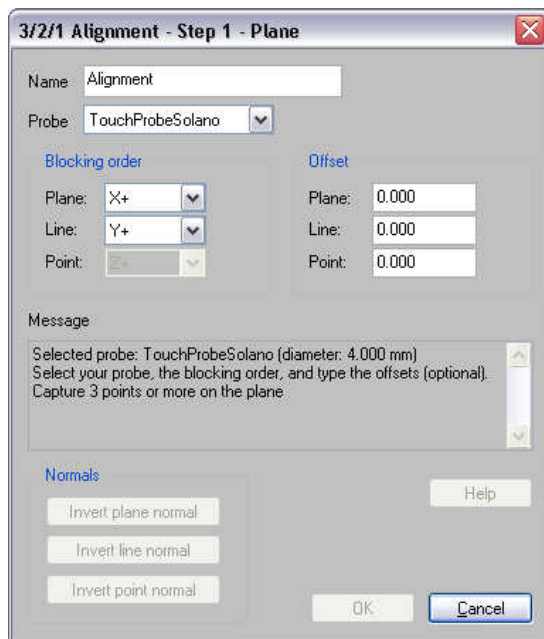 3/2/1 Alignment - Step 1 - Plane
Name Alignment
Probe TouchProbeSolano
Blocking order
Plane: X+
Line: Y+
Point: Z+
Offset
Plane: 0.000
Line: 0.000
Point: 0.000
Message
Selected probe: TouchProbeSolano (diameter: 4.000 mm)
Select your probe, the blocking order, and type the offsets (optional).
Capture 3 points or more on the plane
Normals
Invert plane normal
Invert line normal
Invert point normal
Help
OK
Cancel